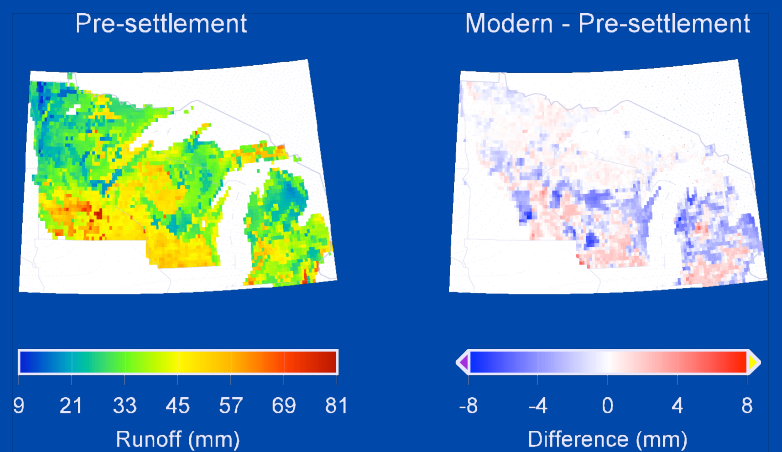 Pre-settlement
Modern - Pre-settlement
9 21 33 45 57 69 81
Runoff (mm)
-8 -4 0 4 8
Difference (mm)